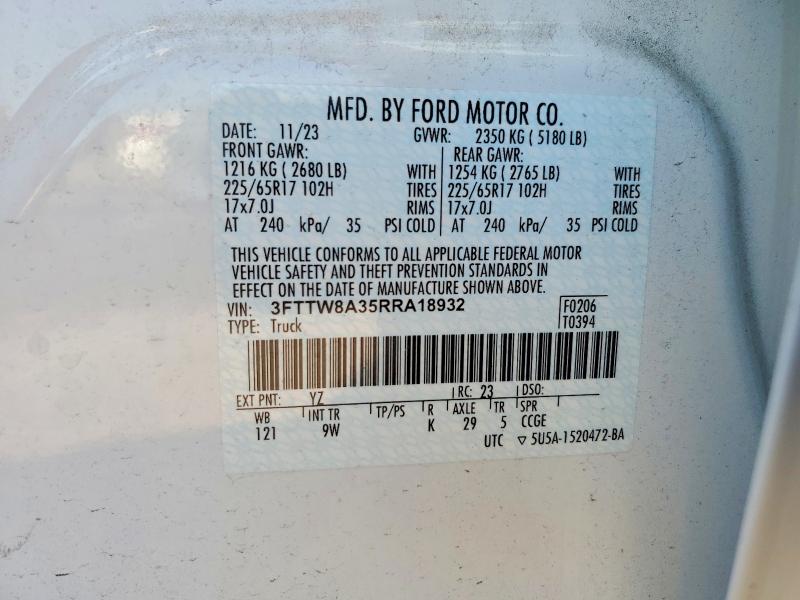 MFD. BY FORD MOTOR CO.
DATE: 11/23 GVWR: 2350 KG ( 5180 LB)
FRONT GAWR: REAR GAWR:
1216 KG ( 2680 LB) WITH 1254 KG ( 2765 LB) WITH
225/65R17 102H TIRES 225/65R17 102H TIRES
17x7.0J RIMS 17x7.0J RIMS
AT 240 kPa/ 35 PSI COLD AT 240 kPa/ 35 PSI COLD
THIS VEHICLE CONFORMS TO ALL APPLICABLE FEDERAL MOTOR
VEHICLE SAFETY AND THEFT PREVENTION STANDARDS IN
EFFECT ON THE DATE OF MANUFACTURE SHOWN ABOVE.
VIN: 3FTTW8A35RRA18932 F0206
TYPE: Truck T0394
EXT PNT: YZ RC: 23 DSO:
WB INT TR TP/PS R AXLE TR SPR
121 9W K 29 5 CCGE
UTC ▽ 5U5A-1520472-BA